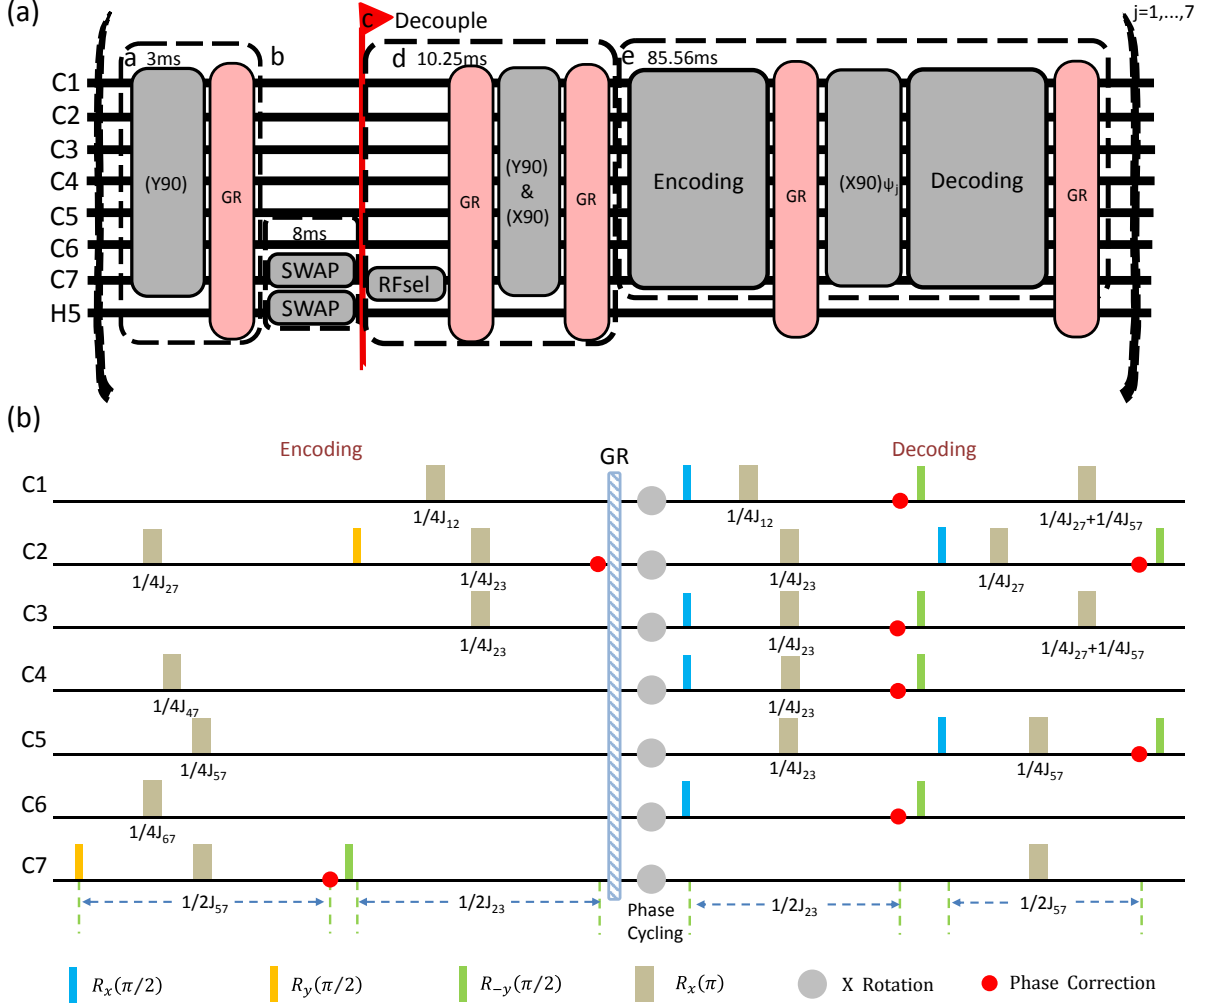 (a)
j=1,...,7
C Decouple
a 3ms b d 10.25ms e 85.56ms
C1
C2
C3
C4
C5
C6
C7
H5
(Y90)
GR
8ms
SWAP
SWAP
RFsel
GR
(Y90)
&
(X90)
GR
Encoding
GR
(X90)ψj
Decoding
GR
(b)
Encoding GR Decoding
C1
1/4J12 1/4J12 1/4J27+1/4J57
C2
1/4J27 1/4J23 1/4J23 1/4J27
C3
1/4J23 1/4J23 1/4J27+1/4J57
C4
1/4J47 1/4J23
C5
1/4J57 1/4J23 1/4J57
C6
1/4J67
C7
1/2J57 1/2J23 1/2J23 1/2J57
Phase
Cycling
Rx(π/2) Ry(π/2) R−y(π/2) Rx(π) X Rotation Phase Correction